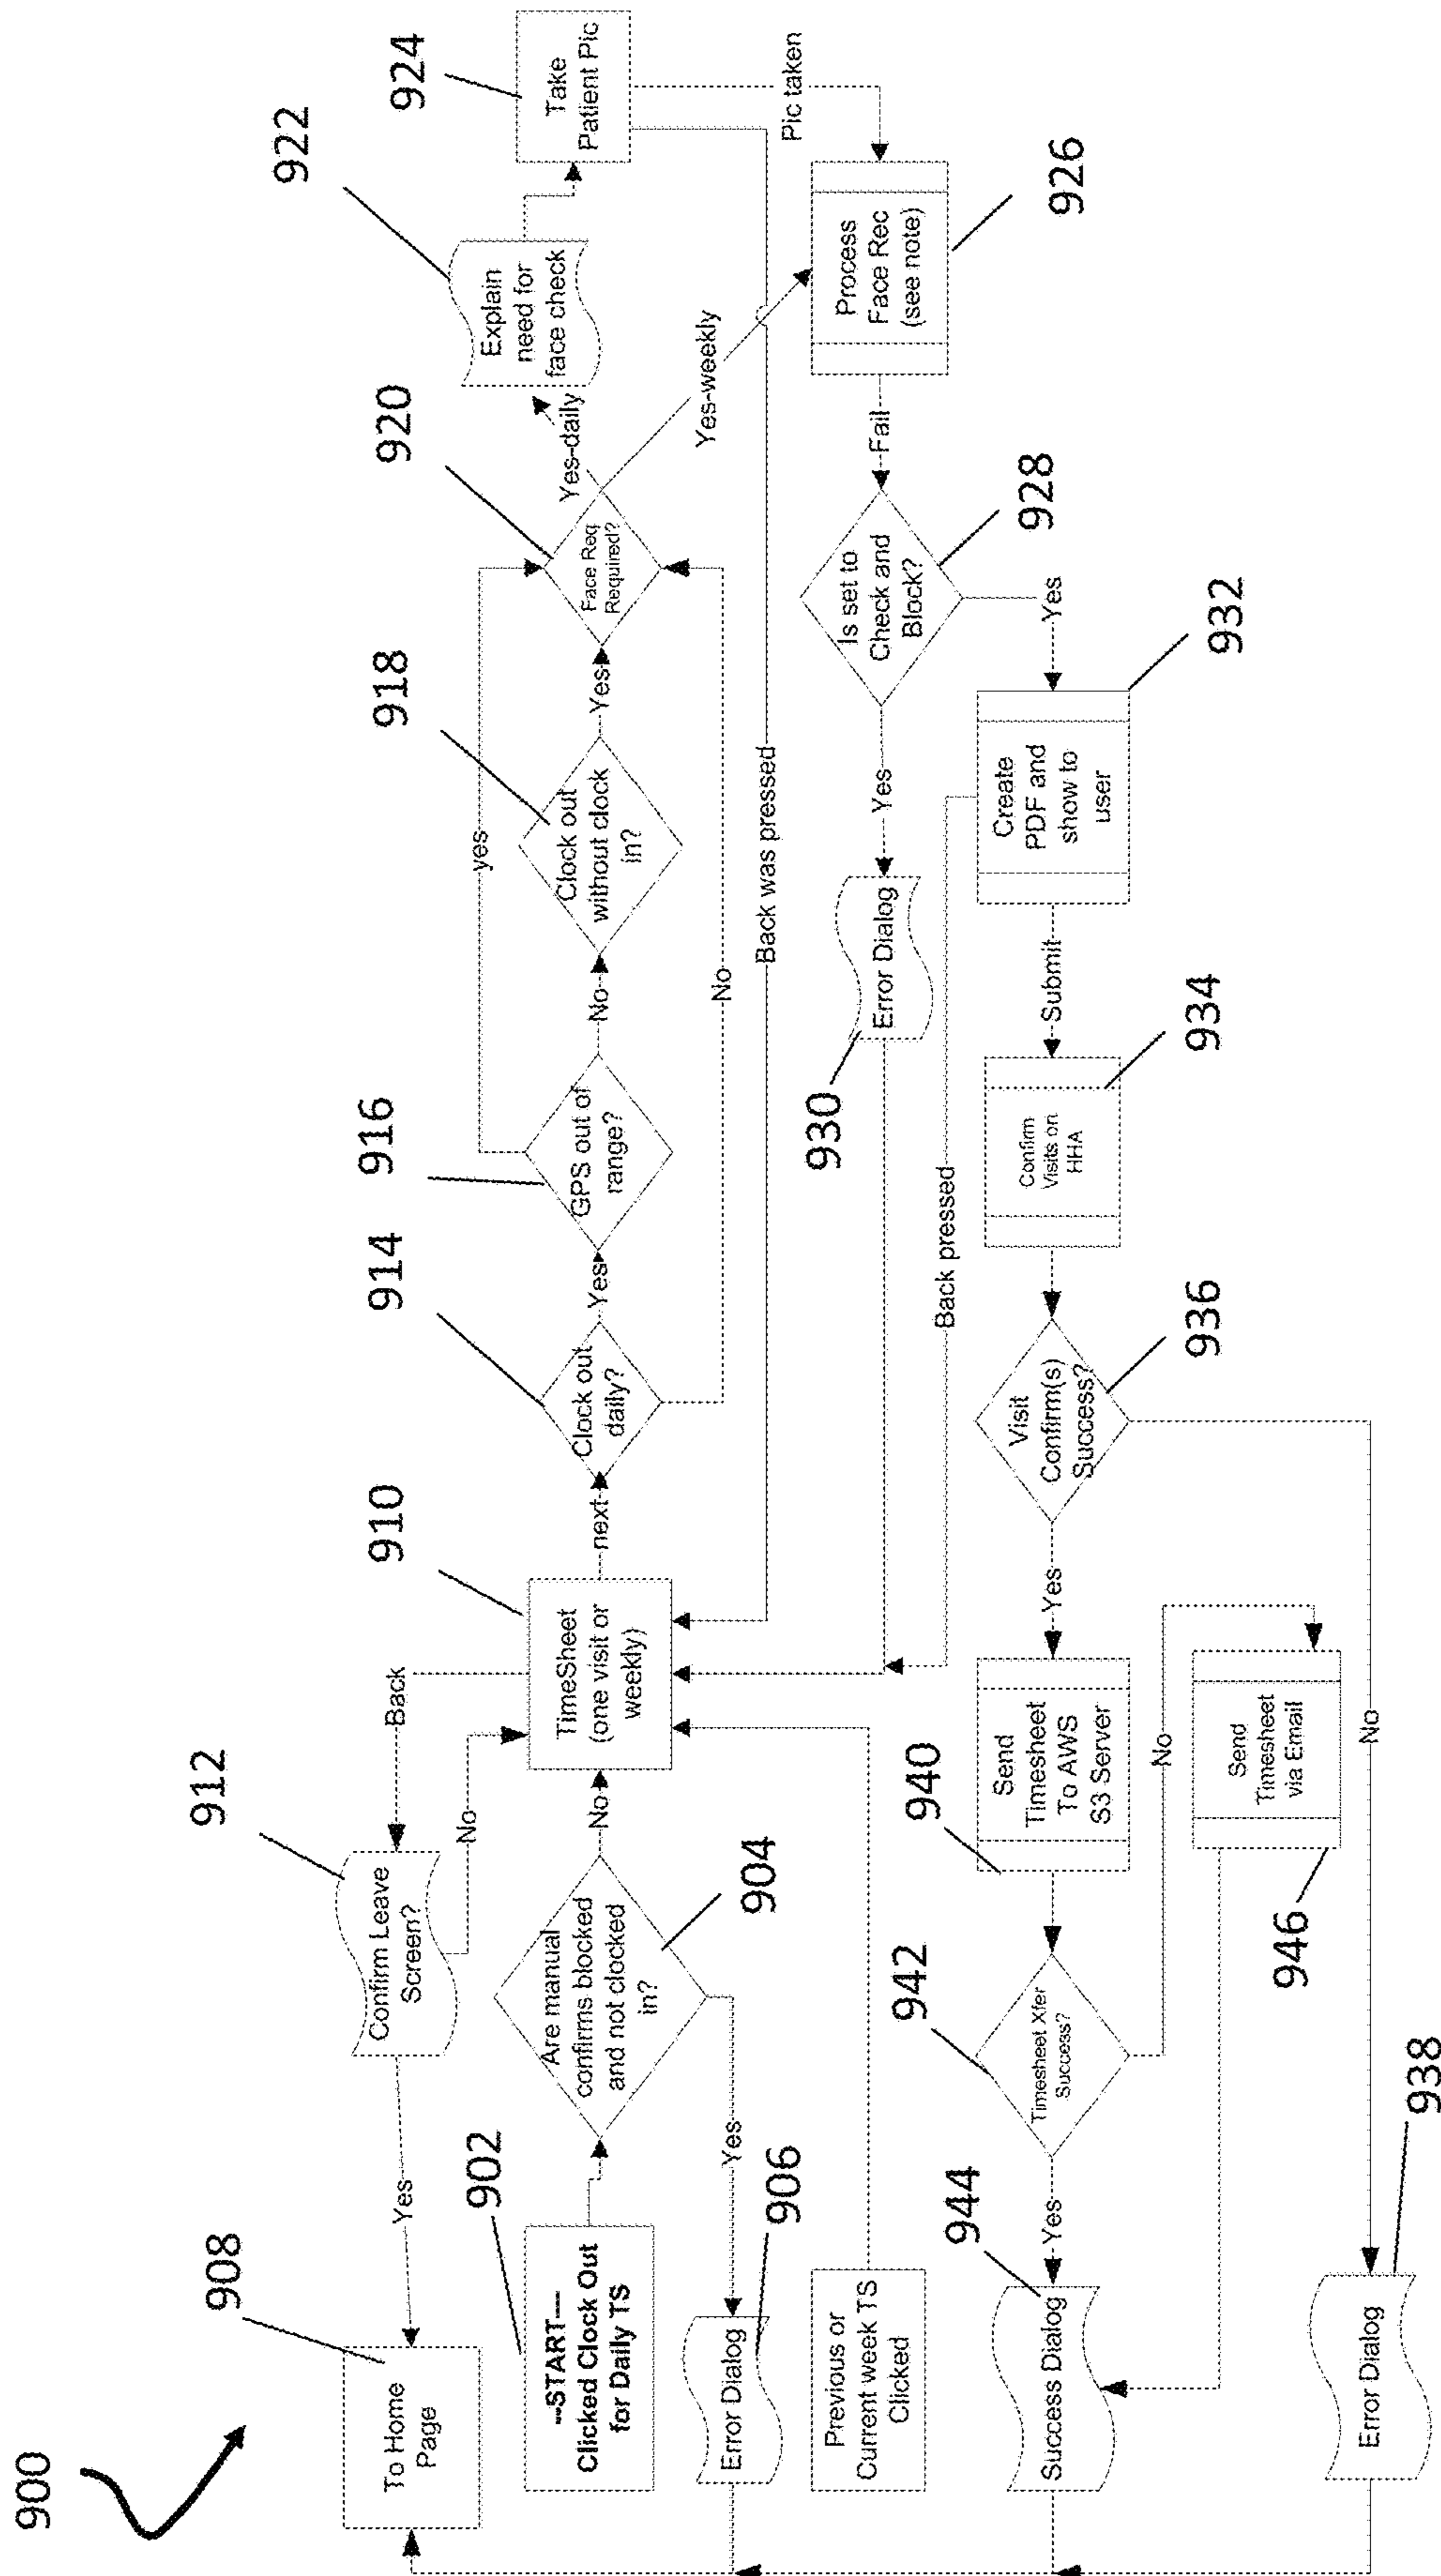 900
908
To Home
Page
Yes
912
Confirm Leave
Screen?
Back
No
902
---START---
Clicked Clock Out
for Daily TS
904
Are manual
confirms blocked
and not clocked
in?
No
Yes
906
Error Dialog
Previous or
Current week TS
Clicked
910
TimeSheet
(one visit or
weekly)
next
914
Clock out
daily?
Yes
No
916
GPS out of
range?
yes
No
918
Clock out
without clock
in?
Yes
920
Face Req
Required?
Yes-daily
Yes-weekly
922
Explain
need for
face check
924
Take
Patient Pic
Back was pressed
Pic taken
926
Process
Face Rec
(see note)
Fail
928
Is set to
Check and
Block?
Yes
Yes
930
Error Dialog
932
Create
PDF and
show to
user
Back pressed
Submit
934
Confirm
Visits on
HHA
936
Visit
Confirm(s)
Success?
Yes
No
940
Send
Timesheet
To AWS
S3 Server
942
Timesheet Xfer
Success?
Yes
No
944
Success Dialog
946
Send
Timesheet
via Email
938
Error Dialog